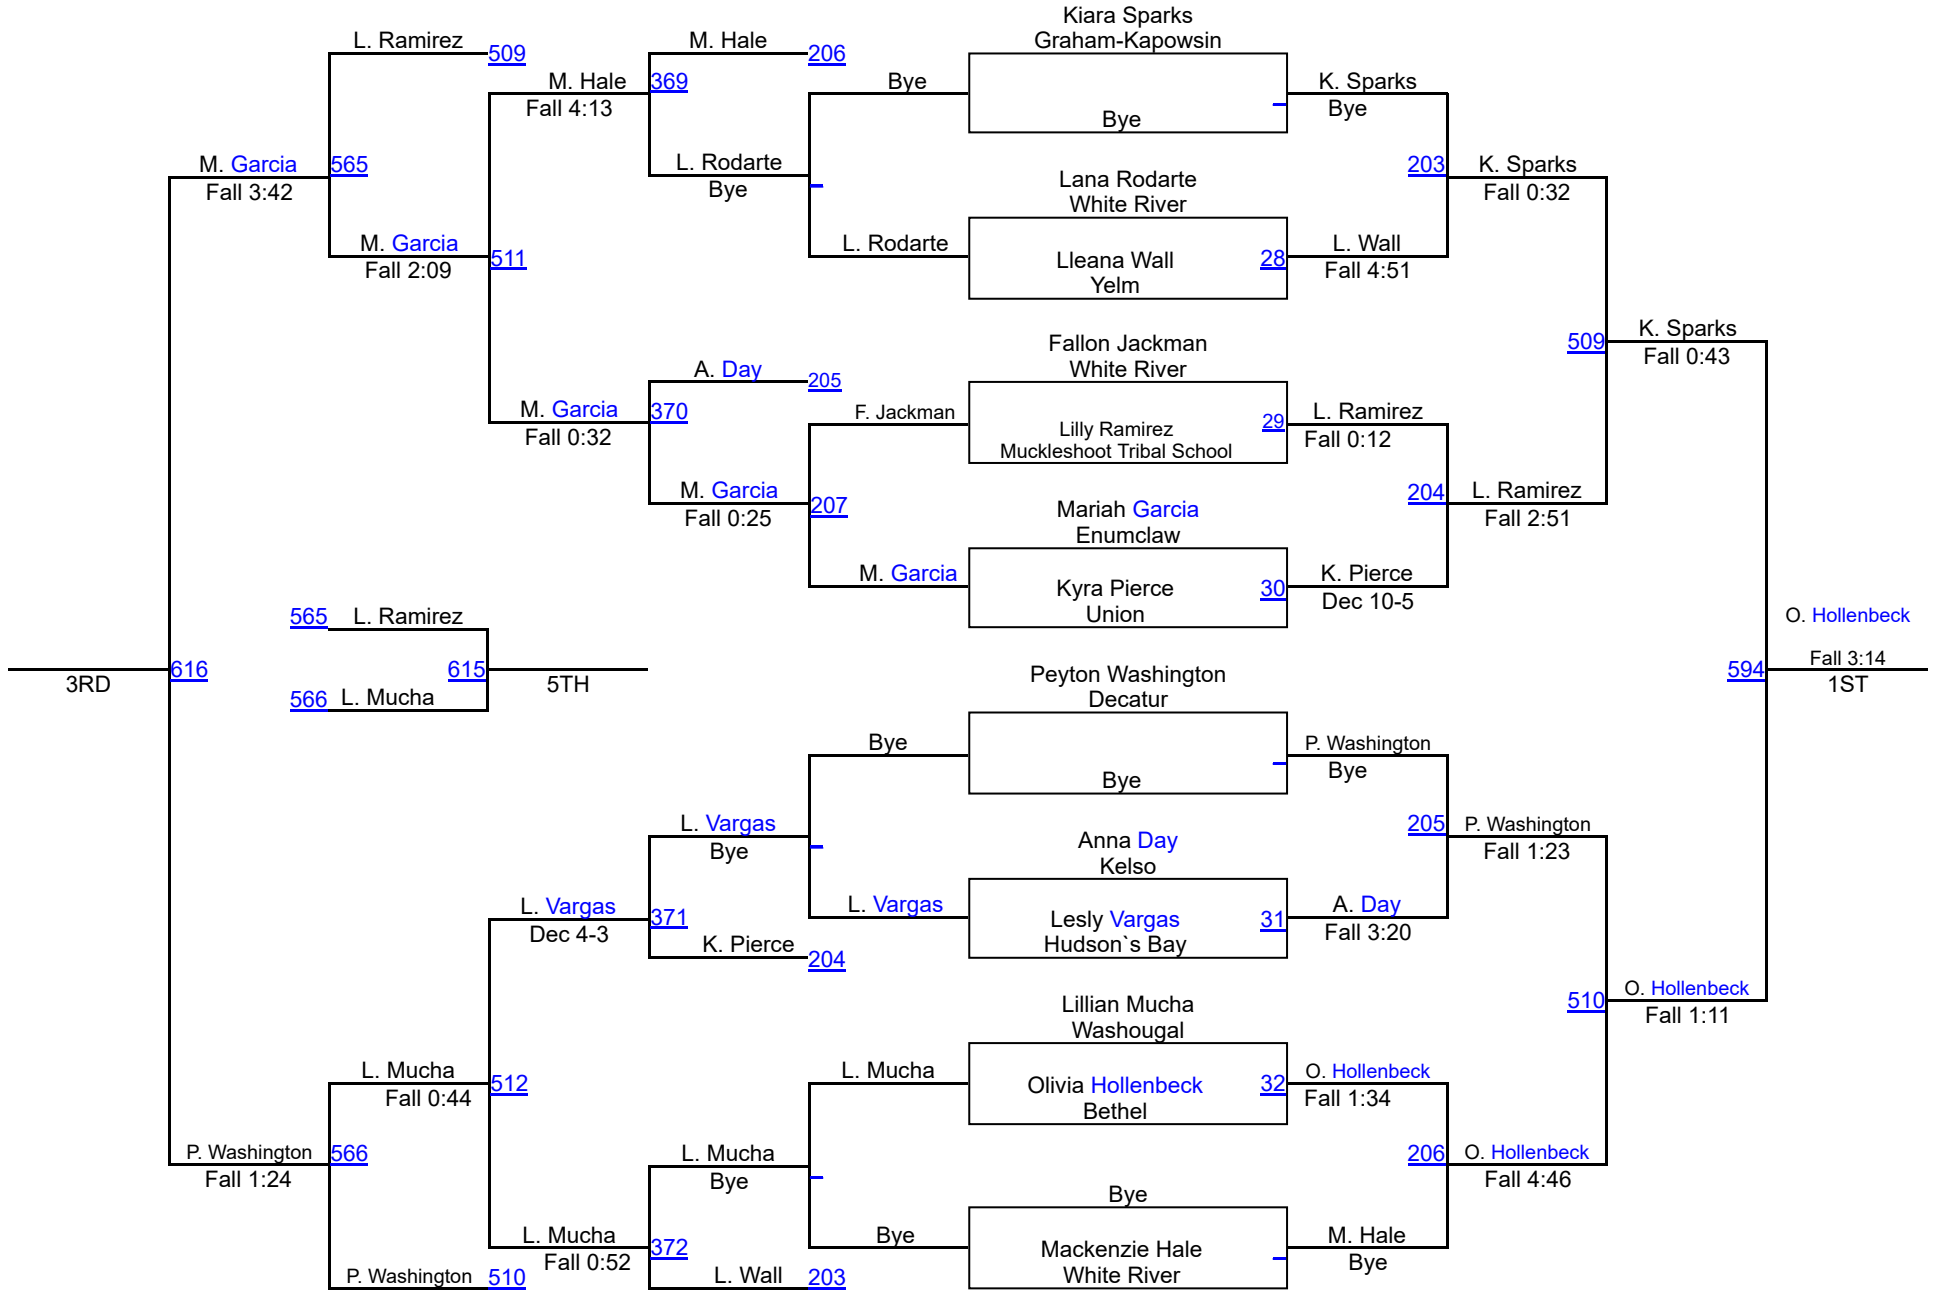 Kiara Sparks
Graham-Kapowsin
L. Ramirez
509
M. Hale
206
M. Hale
369
Bye
K. Sparks
Fall 4:13
Bye
Bye
M. Garcia
565
L. Rodarte
203
K. Sparks
Fall 3:42
Bye
Lana Rodarte
White River
Fall 0:32
M. Garcia
511
L. Rodarte
Lleana Wall
Yelm
28
L. Wall
Fall 2:09
Fall 4:51
Fallon Jackman
White River
509
K. Sparks
Fall 0:43
A. Day
205
M. Garcia
370
F. Jackman
Lilly Ramirez
Muckleshoot Tribal School
29
L. Ramirez
Fall 0:32
Fall 0:12
M. Garcia
207
204
L. Ramirez
Fall 0:25
Fall 2:51
Mariah Garcia
Enumclaw
M. Garcia
Kyra Pierce
Union
30
K. Pierce
Dec 10-5
565
L. Ramirez
O. Hollenbeck
616
615
594
Fall 3:14
3RD
5TH
1ST
566
L. Mucha
Peyton Washington
Decatur
Bye
Bye
P. Washington
Bye
L. Vargas
205
P. Washington
Bye
Fall 1:23
Anna Day
Kelso
L. Vargas
371
L. Vargas
Lesly Vargas
Hudson`s Bay
31
A. Day
Dec 4-3
Fall 3:20
K. Pierce
204
Lillian Mucha
Washougal
510
O. Hollenbeck
Fall 1:11
L. Mucha
512
L. Mucha
Olivia Hollenbeck
Bethel
32
O. Hollenbeck
Fall 0:44
Fall 1:34
P. Washington
566
L. Mucha
206
O. Hollenbeck
Fall 1:24
Bye
Fall 4:46
Bye
L. Mucha
372
Bye
Mackenzie Hale
White River
M. Hale
Fall 0:52
Bye
P. Washington
510
L. Wall
203